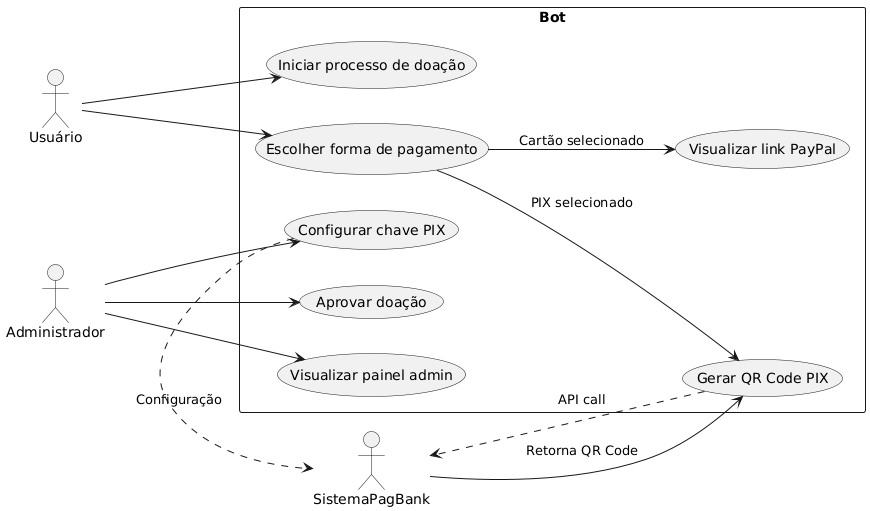 Bot
Iniciar processo de doação
Usuário
Escolher forma de pagamento
Cartão selecionado
Visualizar link PayPal
PIX selecionado
Configurar chave PIX
Administrador
Aprovar doação
Visualizar painel admin
Gerar QR Code PIX
Configuração
API call
Retorna QR Code
SistemaPagBank